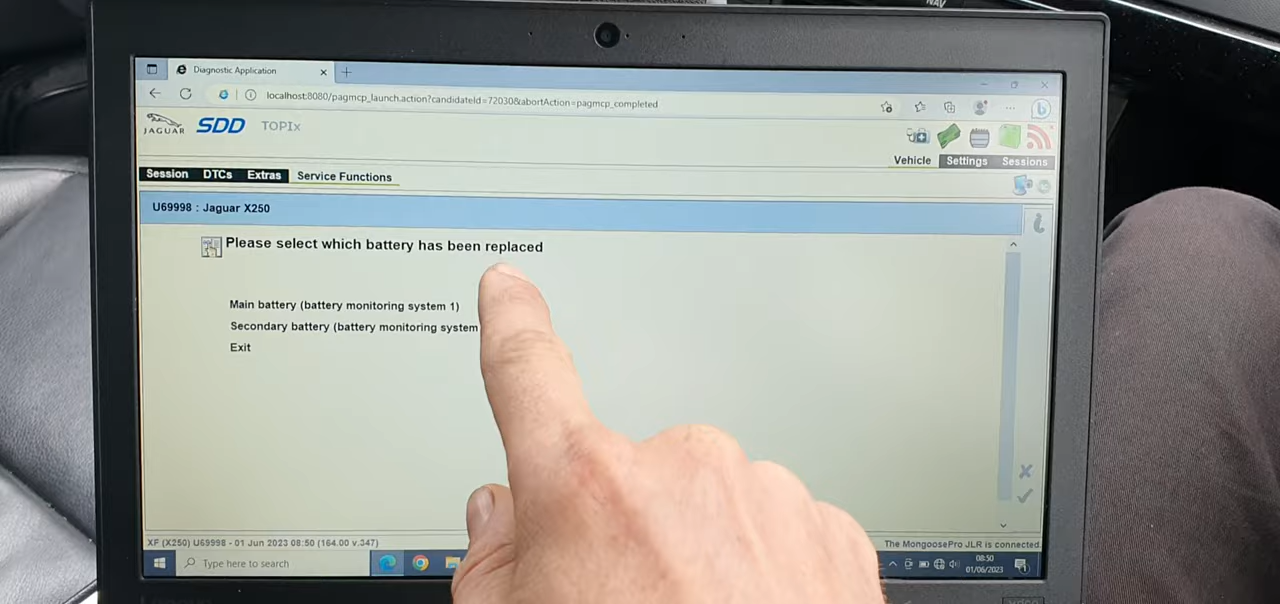 NAV
Diagnostic Application
localhost:8080/pagmcp_launch.action?candidateId=72030&abortAction=pagmcp_completed
JAGUAR SDD TOPIx
Vehicle Settings Sessions
Session DTCs Extras Service Functions
U69998 : Jaguar X250
Please select which battery has been replaced
Main battery (battery monitoring system 1)
Secondary battery (battery monitoring system
Exit
XF (X250) U69998 - 01 Jun 2023 08:50 (164.00 v.347)
The MongoosePro JLR is connected
Type here to search
08:50
01/06/2023